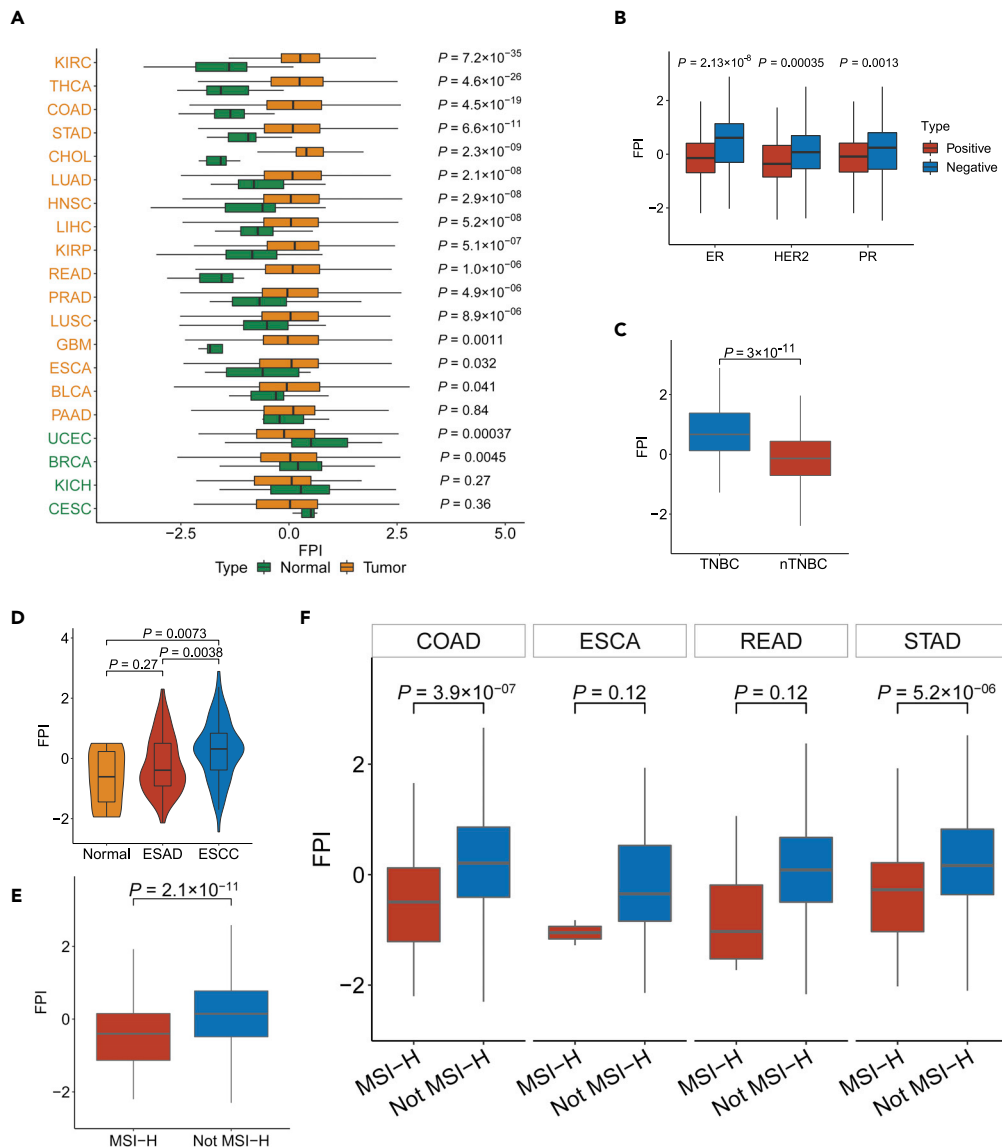 A
KIRC P = 7.2×10⁻³⁵
THCA P = 4.6×10⁻²⁶
COAD P = 4.5×10⁻¹⁹
STAD P = 6.6×10⁻¹¹
CHOL P = 2.3×10⁻⁰⁹
LUAD P = 2.1×10⁻⁰⁸
HNSC P = 2.9×10⁻⁰⁸
LIHC P = 5.2×10⁻⁰⁸
KIRP P = 5.1×10⁻⁰⁷
READ P = 1.0×10⁻⁰⁶
PRAD P = 4.9×10⁻⁰⁶
LUSC P = 8.9×10⁻⁰⁶
GBM P = 0.0011
ESCA P = 0.032
BLCA P = 0.041
PAAD P = 0.84
UCEC P = 0.00037
BRCA P = 0.0045
KICH P = 0.27
CESC P = 0.36
−2.5 0.0 2.5 5.0
FPI
Type Normal Tumor
B
P = 2.13×10⁻⁸ P = 0.00035 P = 0.0013
2
0
−2
FPI
ER HER2 PR
Type
Positive
Negative
C
P = 3×10⁻¹¹
2
0
−2
FPI
TNBC nTNBC
D
4
P = 0.0073
P = 0.27 P = 0.0038
2
0
−2
FPI
Normal ESAD ESCC
E
P = 2.1×10⁻¹¹
2
0
−2
FPI
MSI−H Not MSI−H
F
COAD ESCA READ STAD
P = 3.9×10⁻⁰⁷ P = 0.12 P = 0.12 P = 5.2×10⁻⁰⁶
2
0
−2
FPI
MSI−H Not MSI−H MSI−H Not MSI−H MSI−H Not MSI−H MSI−H Not MSI−H